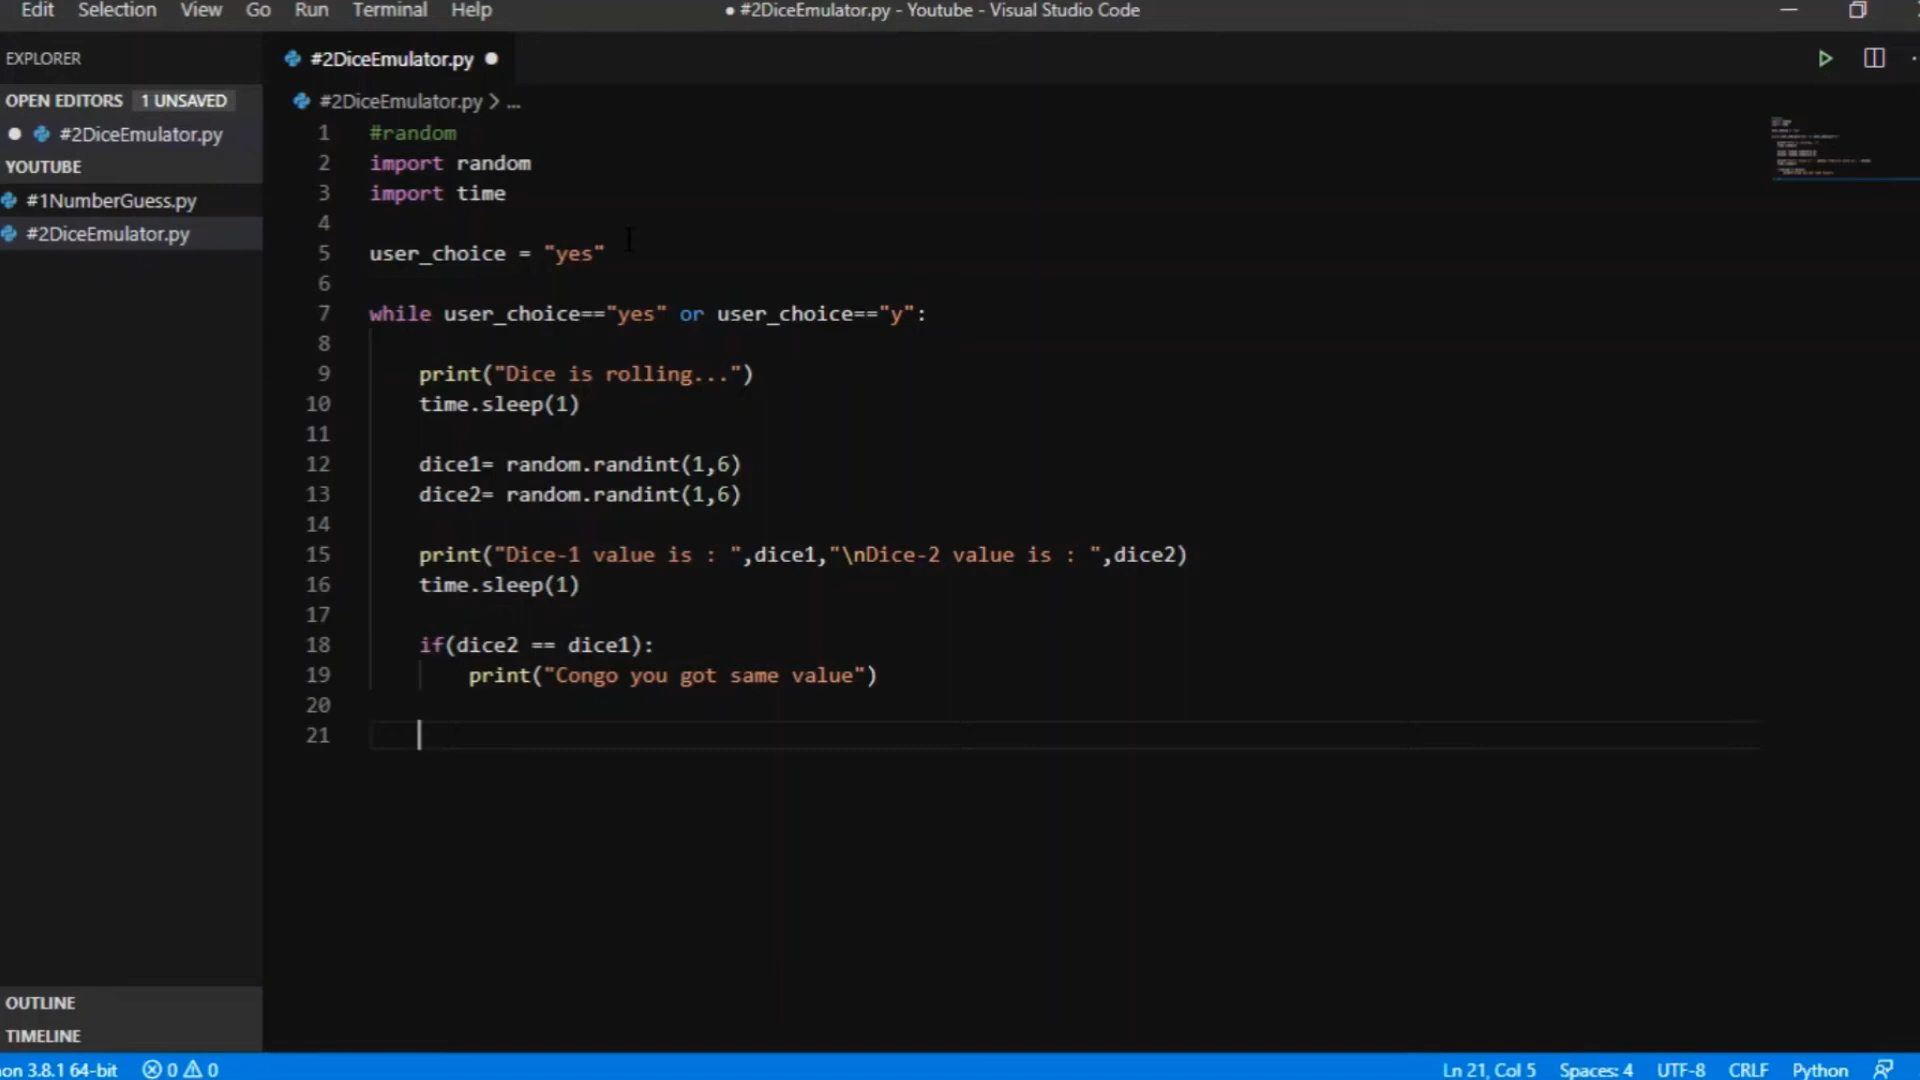 Edit Selection View Go Run Terminal Help
● #2DiceEmulator.py - Youtube - Visual Studio Code
EXPLORER
OPEN EDITORS 1 UNSAVED
#2DiceEmulator.py
YOUTUBE
#1NumberGuess.py
#2DiceEmulator.py
OUTLINE
TIMELINE
#2DiceEmulator.py
#2DiceEmulator.py > ...
1 #random
2 import random
3 import time
4
5 user_choice = "yes"
6
7 while user_choice=="yes" or user_choice=="y":
8
9 print("Dice is rolling...")
10 time.sleep(1)
11
12 dice1= random.randint(1,6)
13 dice2= random.randint(1,6)
14
15 print("Dice-1 value is : ",dice1,"\nDice-2 value is : ",dice2)
16 time.sleep(1)
17
18 if(dice2 == dice1):
19 print("Congo you got same value")
20
21
on 3.8.1 64-bit 0 0
Ln 21, Col 5 Spaces: 4 UTF-8 CRLF Python